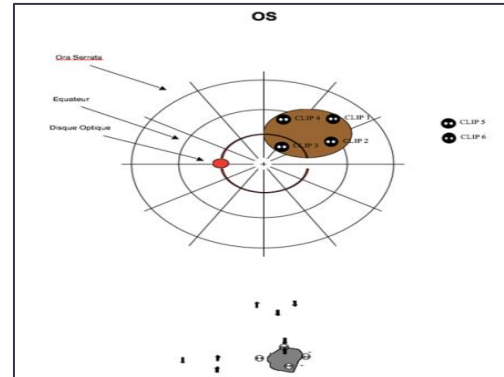 OS
Ora Serrata
Equateur
Disque Optique
CLIP 4 CLIP 1
CLIP 3 CLIP 2
CLIP 5
CLIP 6